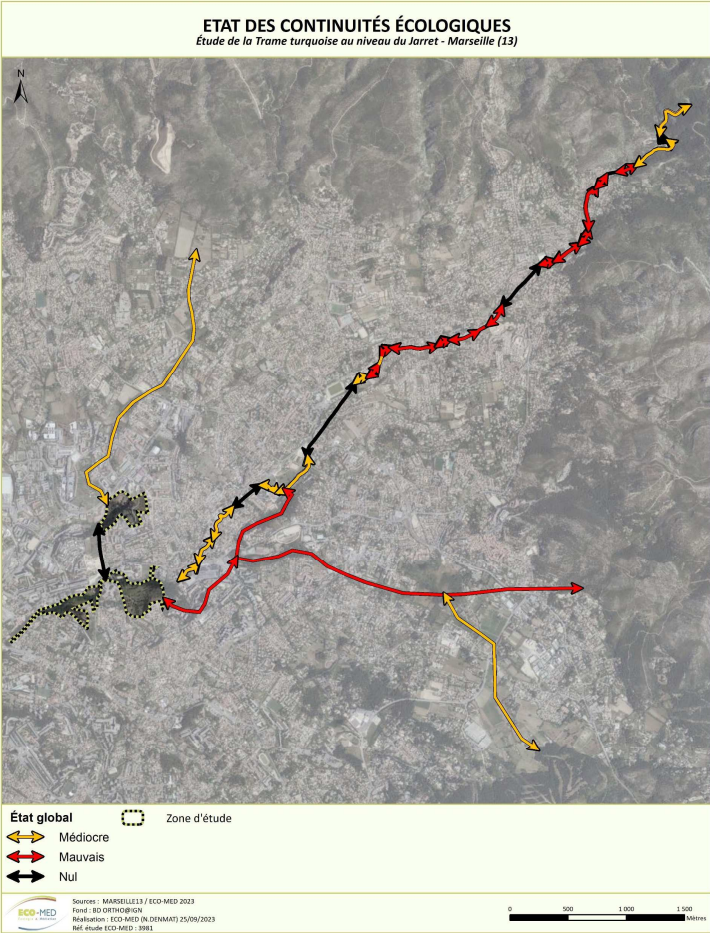 ETAT DES CONTINUITÉS ÉCOLOGIQUES
Étude de la Trame turquoise au niveau du Jarret - Marseille (13)
N
État global
Zone d'étude
Médiocre
Mauvais
Nul
ECO-MED
Sources : MARSEILLE13 / ECO-MED 2023
Fond : BD ORTHO@IGN
Réalisation : ECO-MED (N.DENMAT) 25/09/2023
Réf. étude ECO-MED : 3981
0 500 1 000 1 500
Mètres